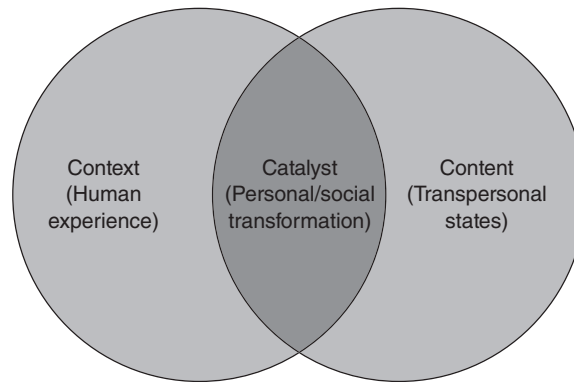 Context
(Human
experience)
Catalyst
(Personal/social
transformation)
Content
(Transpersonal
states)